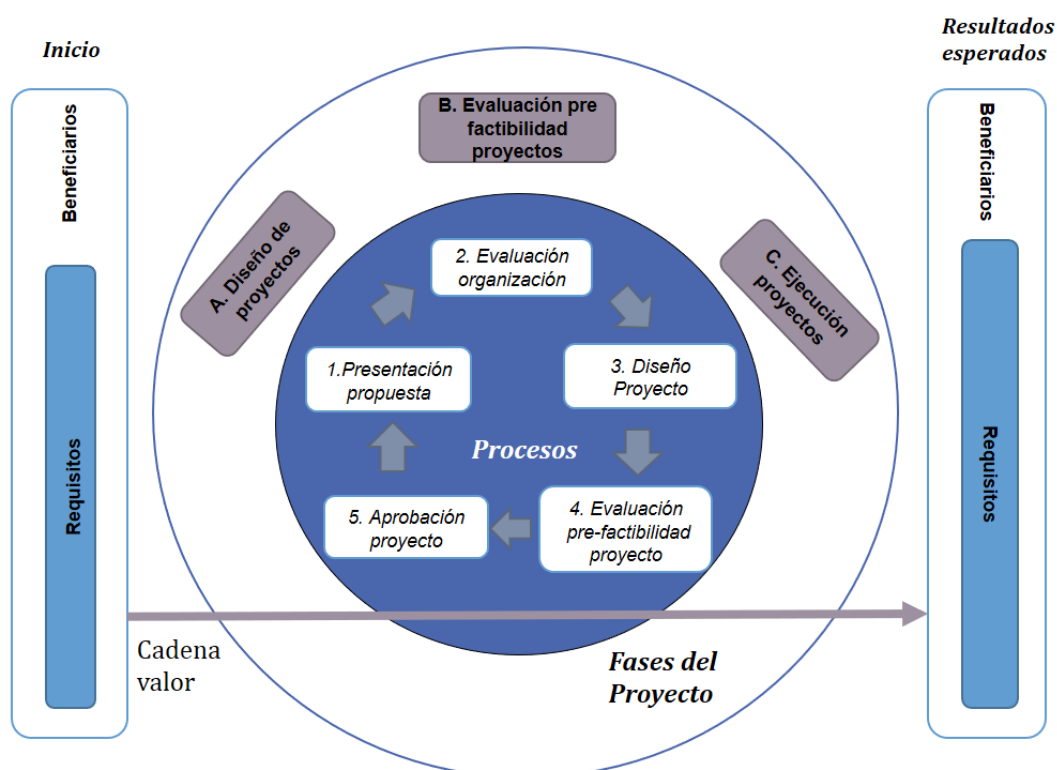 Inicio
Resultados
esperados
Beneficiarios
Requisitos
B. Evaluación pre
factibilidad
proyectos
A. Diseño de
proyectos
C. Ejecución
proyectos
2. Evaluación
organización
1.Presentación
propuesta
3. Diseño
Proyecto
Procesos
5. Aprobación
proyecto
4. Evaluación
pre-factibilidad
proyecto
Cadena
valor
Fases del
Proyecto
Beneficiarios
Requisitos